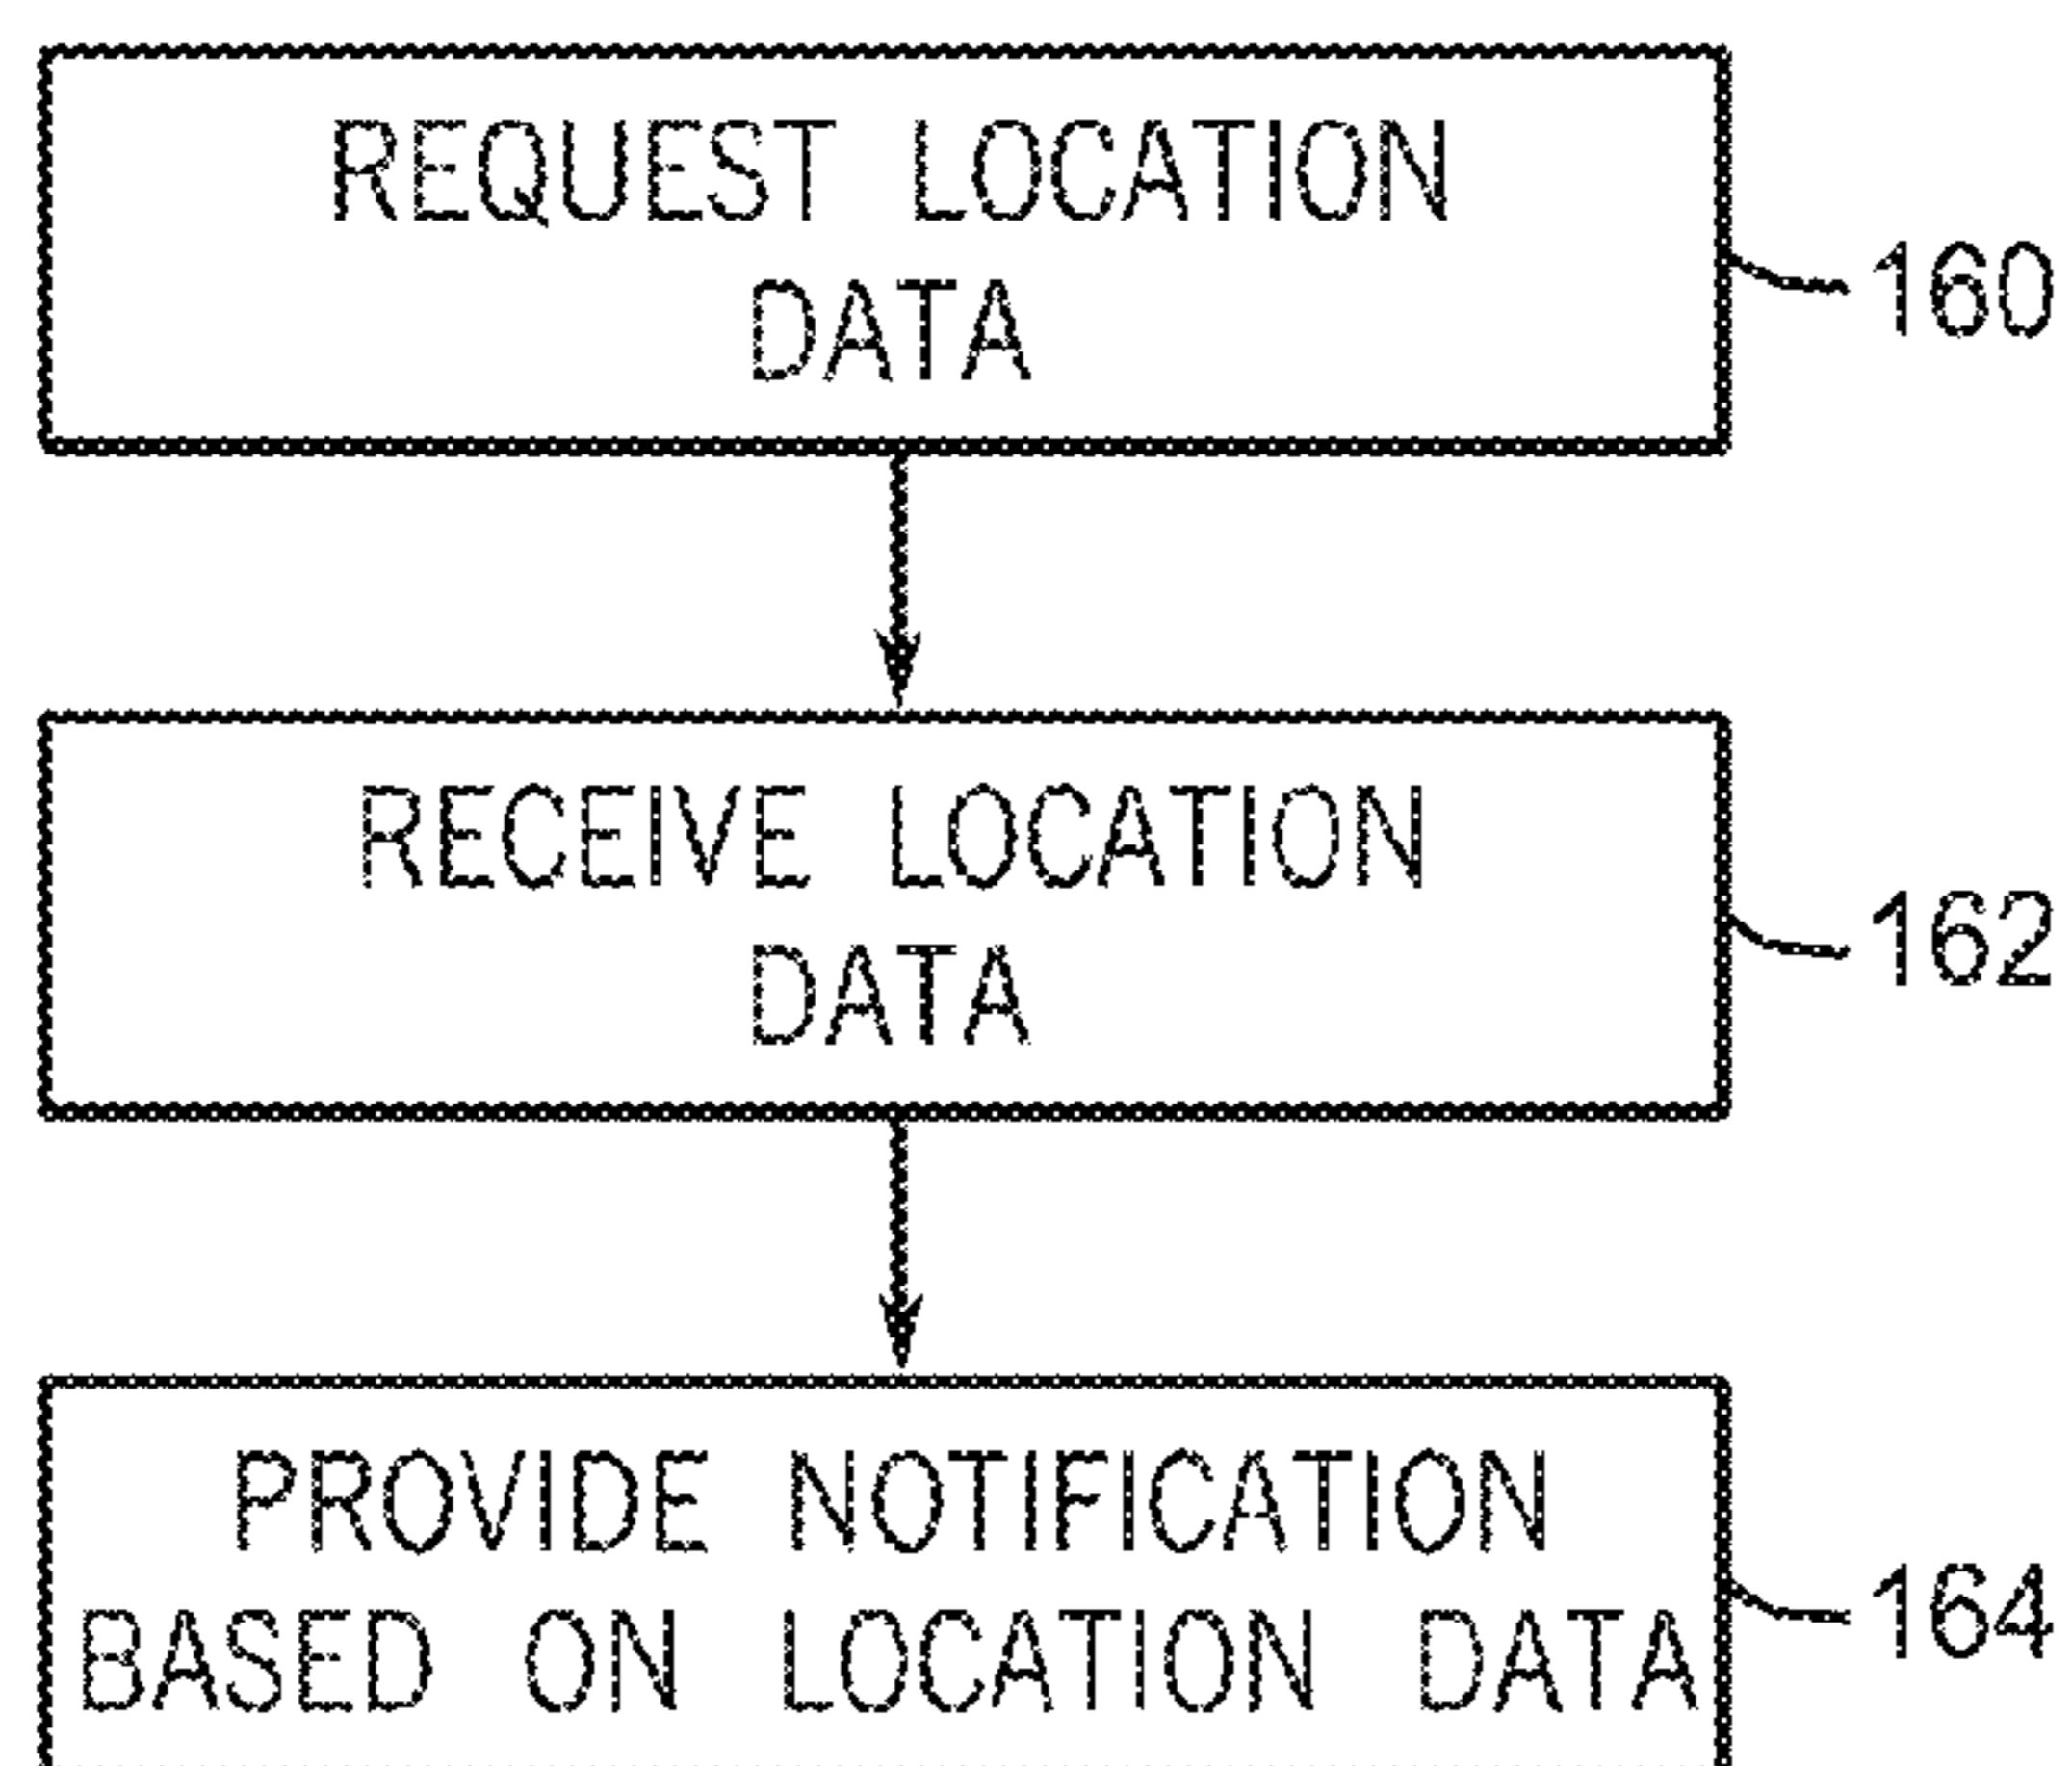 REQUEST LOCATION
DATA
160
RECEIVE LOCATION
DATA
162
PROVIDE NOTIFICATION
BASED ON LOCATION DATA
164